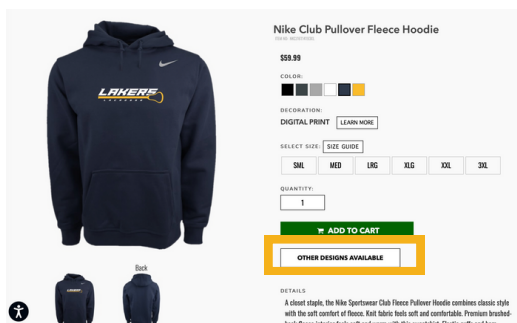 Nike Club Pullover Fleece Hoodie
$59.99
COLOR:
DECORATION:
DIGITAL PRINT LEARN MORE
SELECT SIZE: SIZE GUIDE
SML MED LRG XLG XXL 3XL
QUANTITY:
1
ADD TO CART
OTHER DESIGNS AVAILABLE
LAKERS
LACROSSE
Back
DETAILS
A closet staple, the Nike Sportswear Club Fleece Pullover Hoodie combines classic style
with the soft comfort of fleece. Knit fabric feels soft and comfortable. Premium brushed-